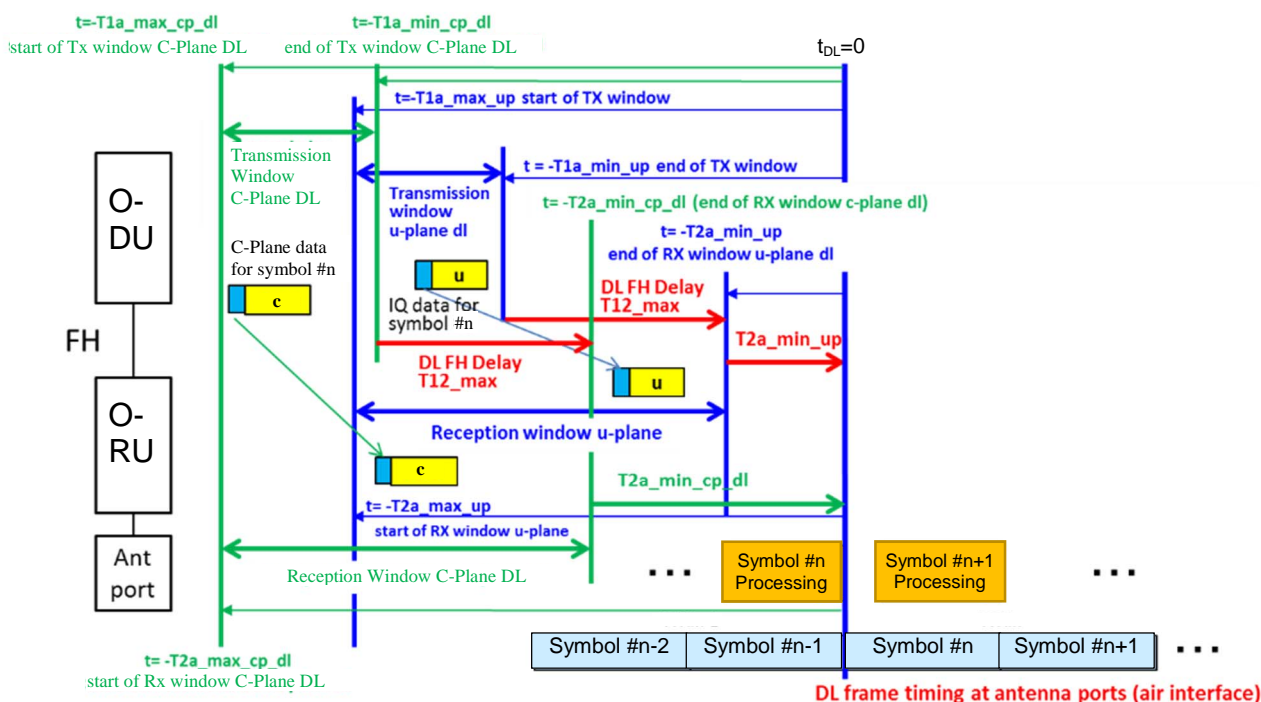 t=-T1a_max_cp_dl
start of Tx window C-Plane DL
t=-T1a_min_cp_dl
end of Tx window C-Plane DL
tDL=0
t=-T1a_max_up start of TX window
Transmission
Window
C-Plane DL
t = -T1a_min_up end of TX window
Transmission
window
u-plane dl
t= -T2a_min_cp_dl (end of RX window c-plane dl)
t= -T2a_min_up
end of RX window u-plane dl
O-
DU
C-Plane data
for symbol #n
c
u
IQ data for
symbol #n
DL FH Delay
T12_max
T2a_min_up
FH
DL FH Delay
T12_max
u
O-
RU
Reception window u-plane
c
T2a_min_cp_dl
t= -T2a_max_up
start of RX window u-plane
Ant
port
Reception Window C-Plane DL
...
Symbol #n
Processing
Symbol #n+1
Processing
...
Symbol #n-2
Symbol #n-1
Symbol #n
Symbol #n+1
...
t= -T2a_max_cp_dl
start of Rx window C-Plane DL
DL frame timing at antenna ports (air interface)